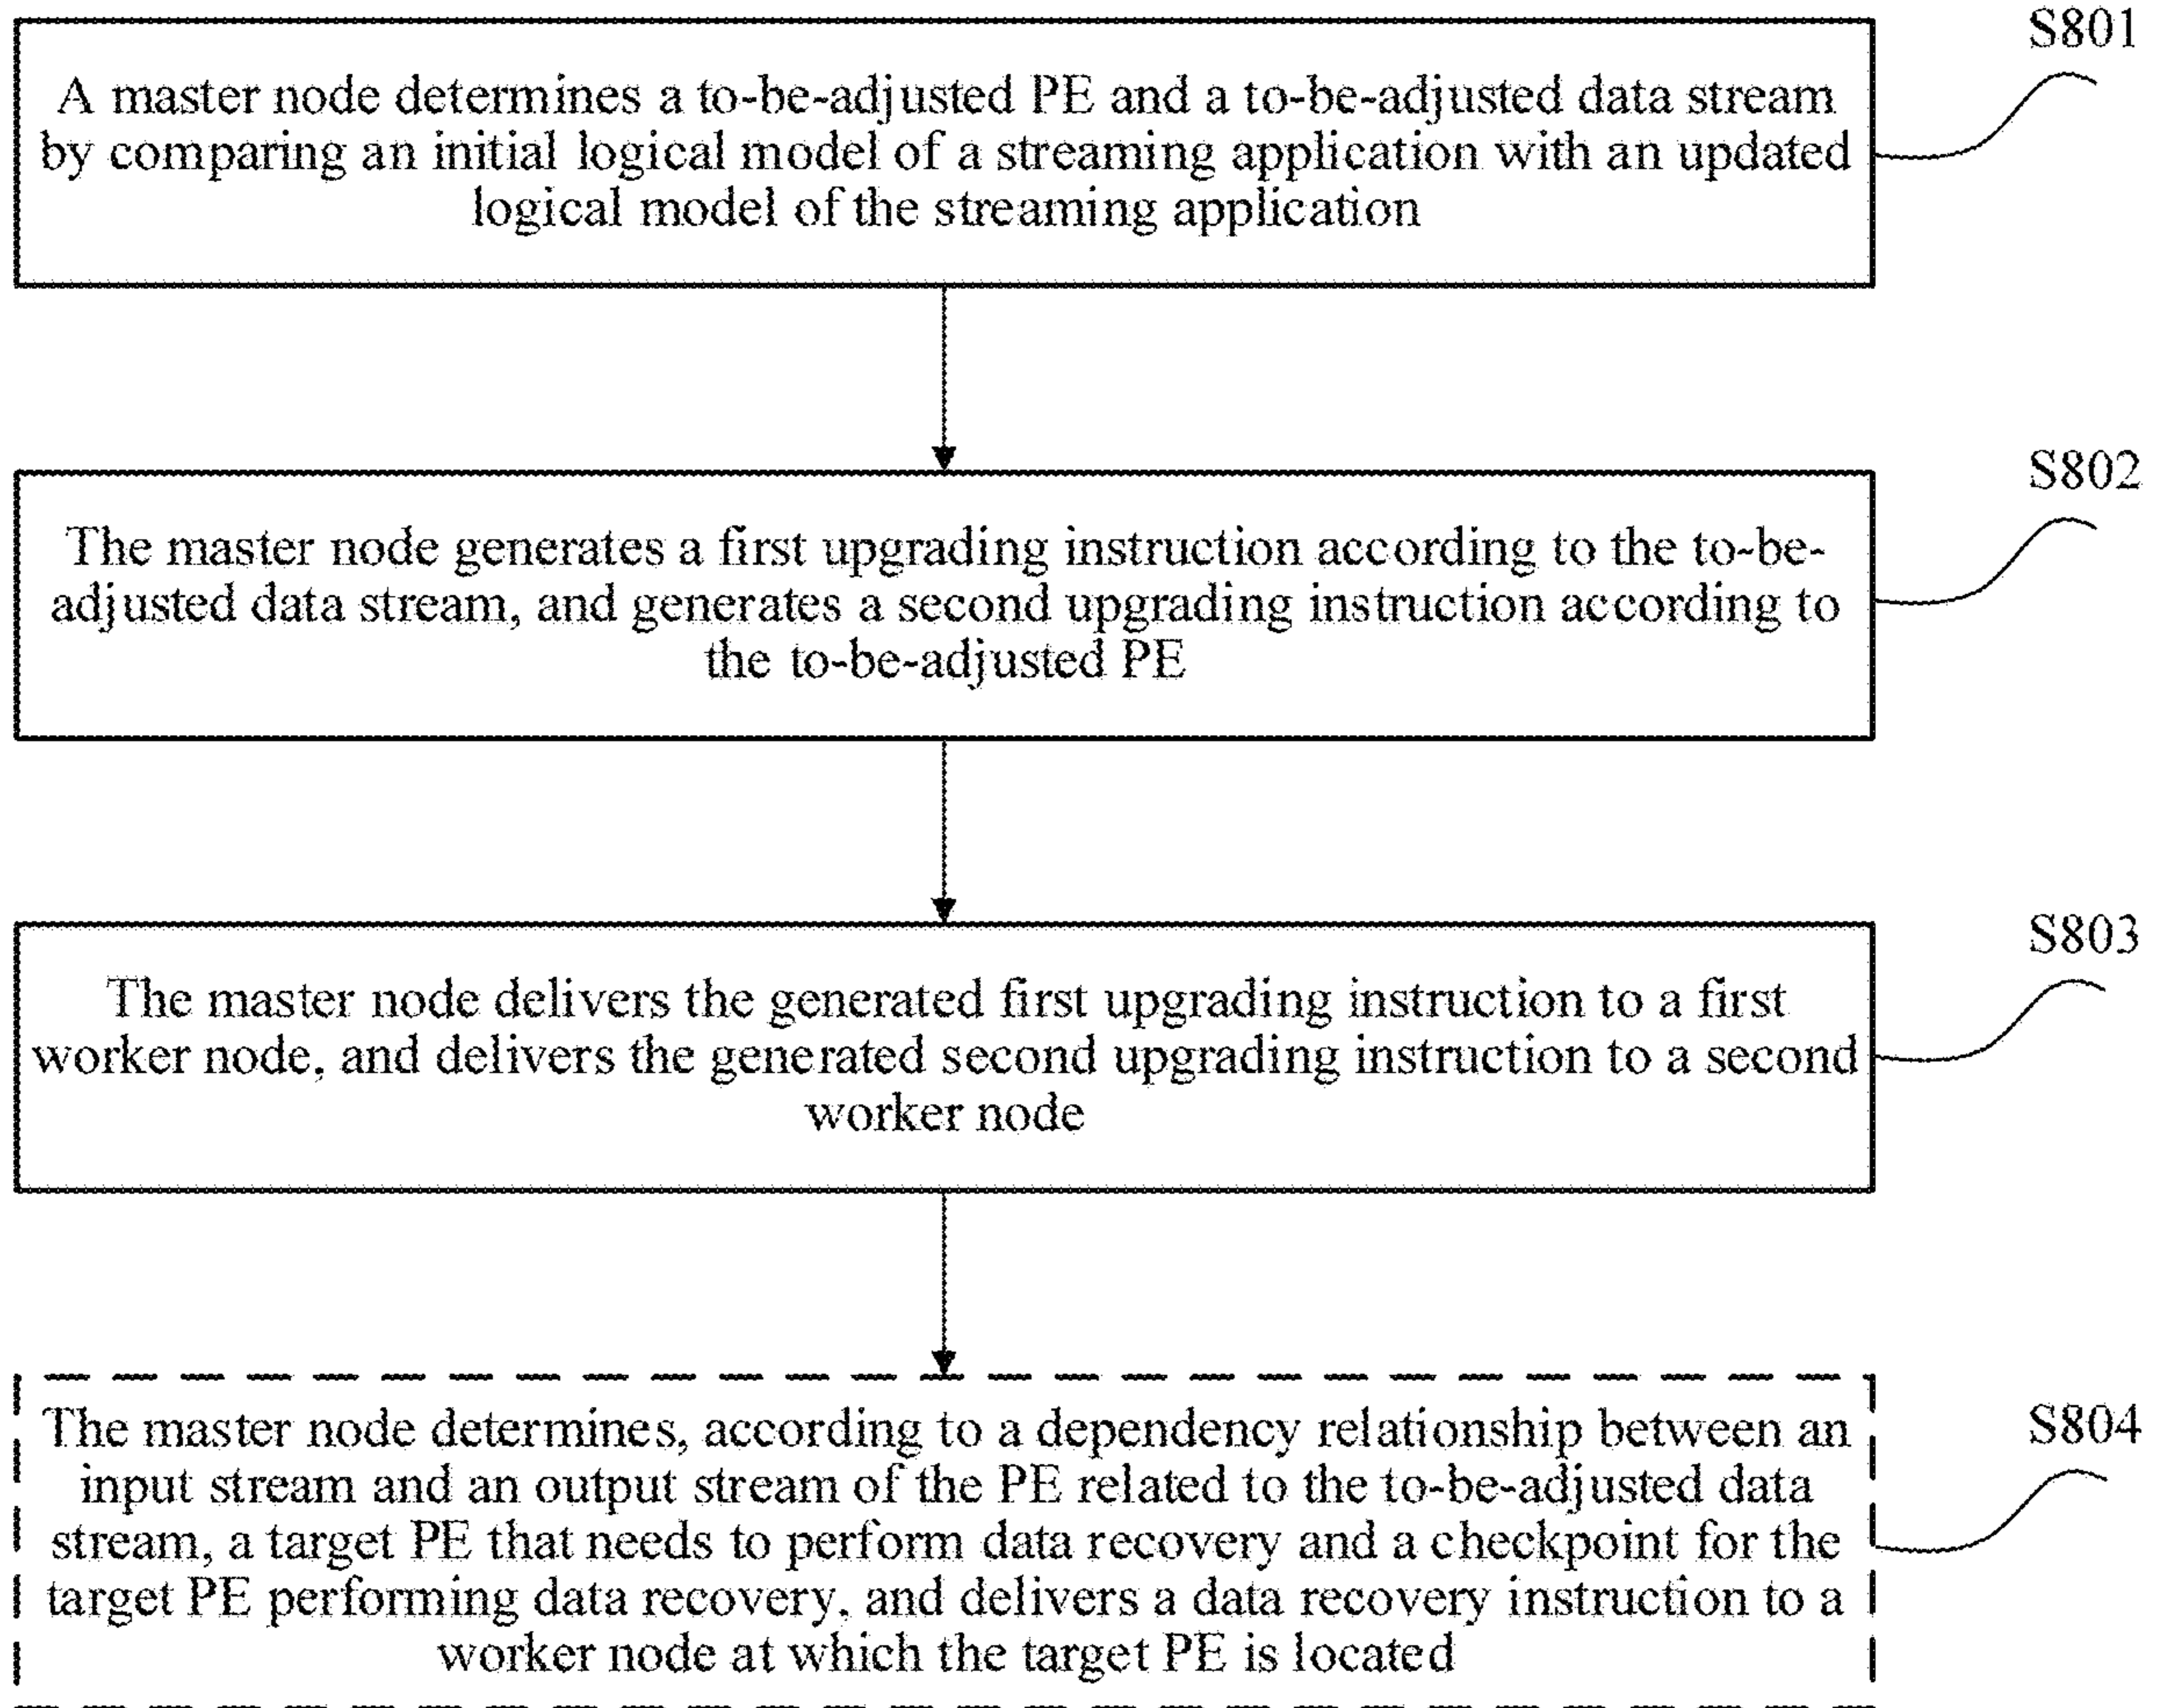 S801
A master node determines a to-be-adjusted PE and a to-be-adjusted data stream
by comparing an initial logical model of a streaming application with an updated
logical model of the streaming application
S802
The master node generates a first upgrading instruction according to the to-be-
adjusted data stream, and generates a second upgrading instruction according to
the to-be-adjusted PE
S803
The master node delivers the generated first upgrading instruction to a first
worker node, and delivers the generated second upgrading instruction to a second
worker node
S804
The master node determines, according to a dependency relationship between an
input stream and an output stream of the PE related to the to-be-adjusted data
stream, a target PE that needs to perform data recovery and a checkpoint for the
target PE performing data recovery, and delivers a data recovery instruction to a
worker node at which the target PE is located